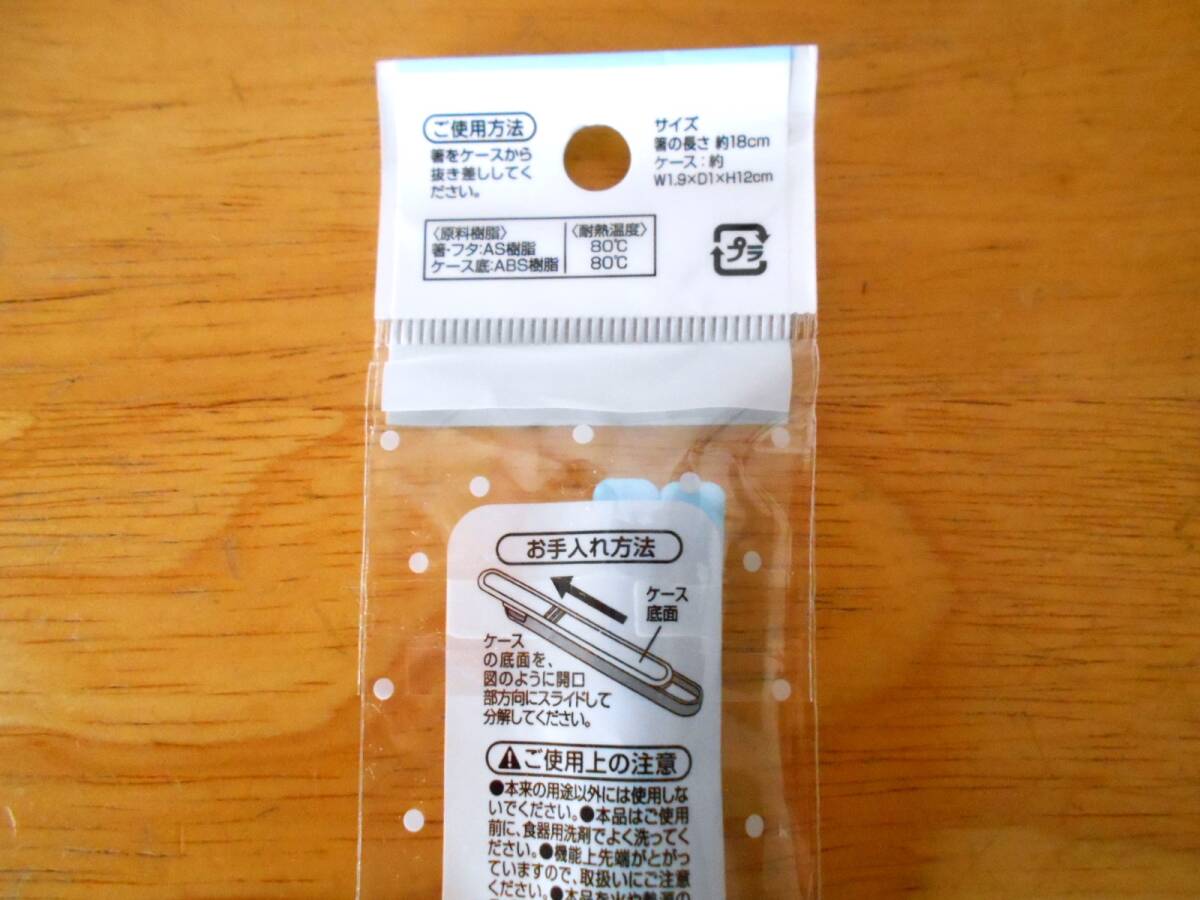 ご使用方法
箸をケースから
抜き差ししてく
ださい。
サイズ
箸の長さ 約18cm
ケース：約
W1.9×D1×H12cm
〈原料樹脂〉 〈耐熱温度〉
箸・フタ：AS樹脂 80℃
ケース底：ABS樹脂 80℃
プラ
お手入れ方法
ケース
底面
ケース
の底面を、
図のように開口
部方向にスライドして
分解してください。
ご使用上の注意
●本来の用途以外には使用しな
いでください。●本品はご使用
前に、食器用洗剤でよく洗ってく
ださい。●機能上先端がとがっ
ていますので、取扱いにご注意
ください。●本品を火や熱源の